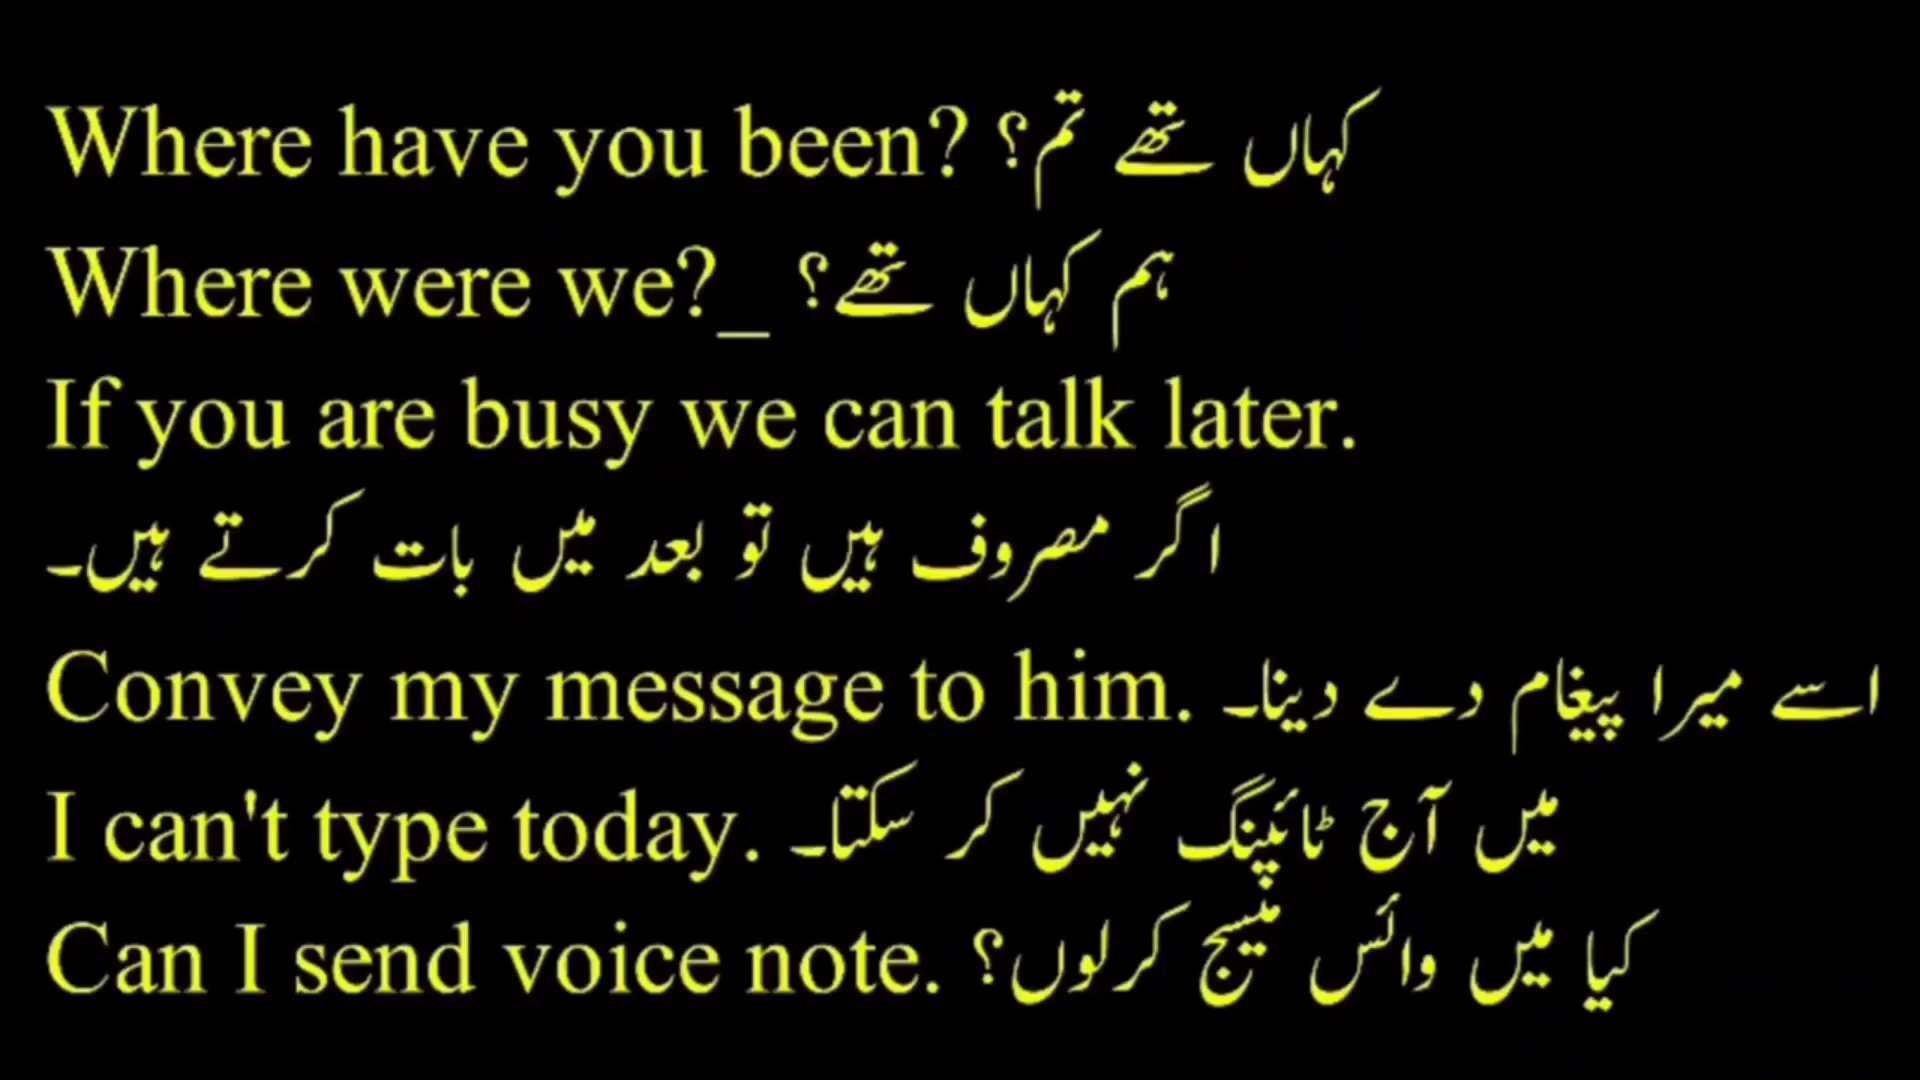 Where have you been? کہاں تھے تم؟
Where were we?_ ہم کہاں تھے؟
If you are busy we can talk later.
اگر مصروف ہیں تو بعد میں بات کرتے ہیں۔
Convey my message to him. اسے میرا پیغام دے دینا۔
I can't type today. میں آج ٹائپنگ نہیں کر سکتا۔
Can I send voice note. کیا میں وائس میسج کرلوں؟